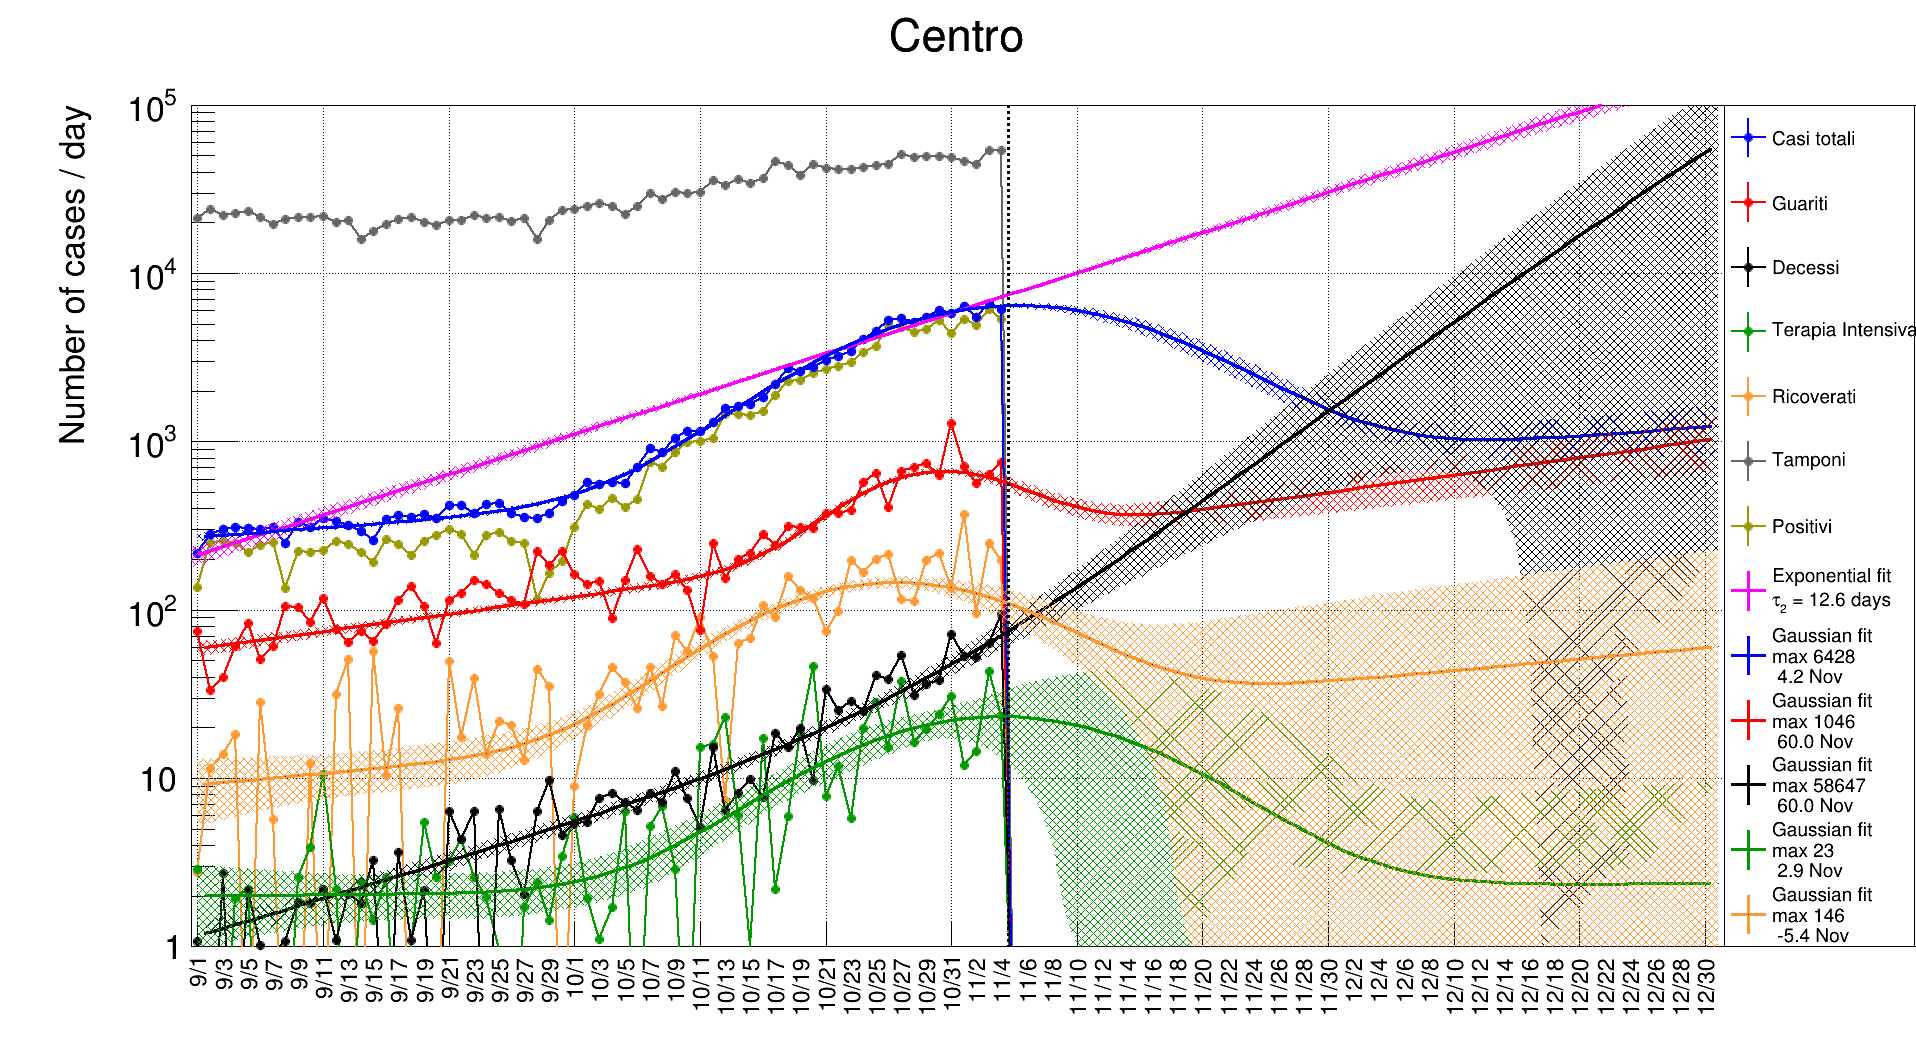 Centro
Number of cases / day
10^5
10^4
10^3
10^2
10
1
9/1 9/3 9/5 9/7 9/9 9/11 9/13 9/15 9/17 9/19 9/21 9/23 9/25 9/27 9/29 10/1 10/3 10/5 10/7 10/9 10/11 10/13 10/15 10/17 10/19 10/21 10/23 10/25 10/27 10/29 10/31 11/2 11/4 11/6 11/8 11/10 11/12 11/14 11/16 11/18 11/20 11/22 11/24 11/26 11/28 11/30 12/2 12/4 12/6 12/8 12/10 12/12 12/14 12/16 12/18 12/20 12/22 12/24 12/26 12/28 12/30
Casi totali
Guariti
Decessi
Terapia Intensiva
Ricoverati
Tamponi
Positivi
Exponential fit
τ₂ = 12.6 days
Gaussian fit
max 6428
4.2 Nov
Gaussian fit
max 1046
60.0 Nov
Gaussian fit
max 58647
60.0 Nov
Gaussian fit
max 23
2.9 Nov
Gaussian fit
max 146
-5.4 Nov